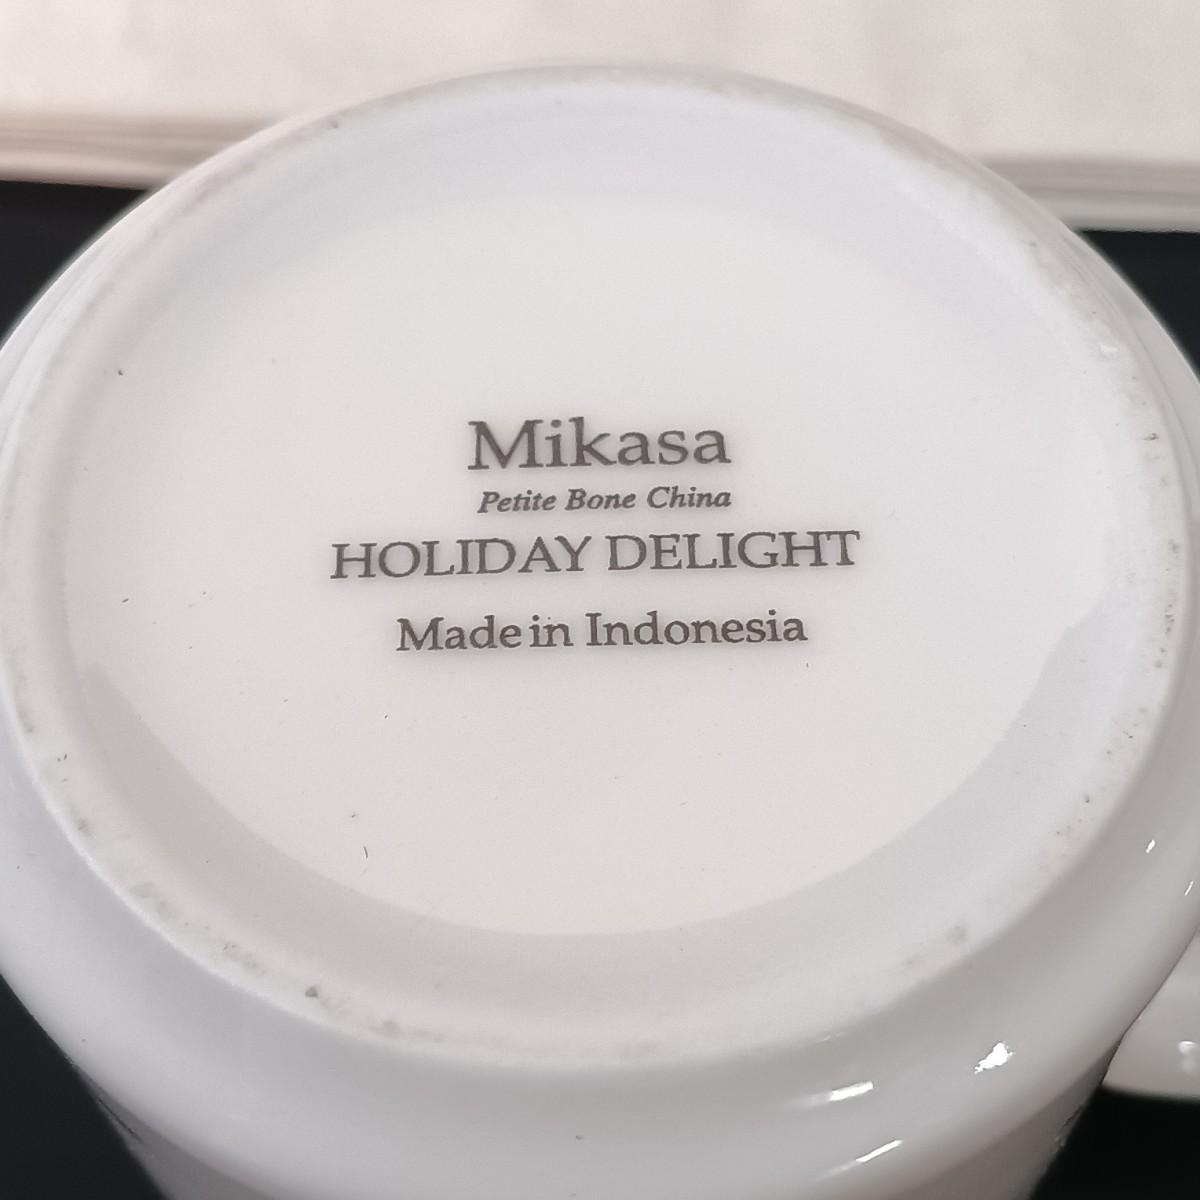 Mikasa
Petite Bone China
HOLIDAY DELIGHT
Made in Indonesia